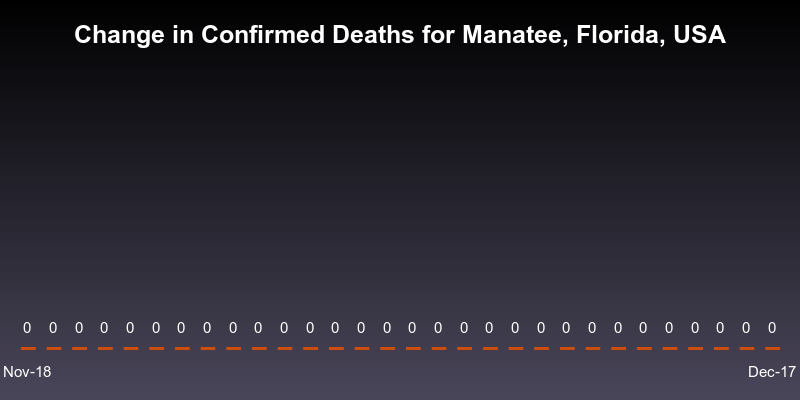 Change in Confirmed Deaths for Manatee, Florida, USA
0 0 0 0 0 0 0 0 0 0 0 0 0 0 0 0 0 0 0 0 0 0 0 0 0 0 0 0 0 0
Nov-18 Dec-17